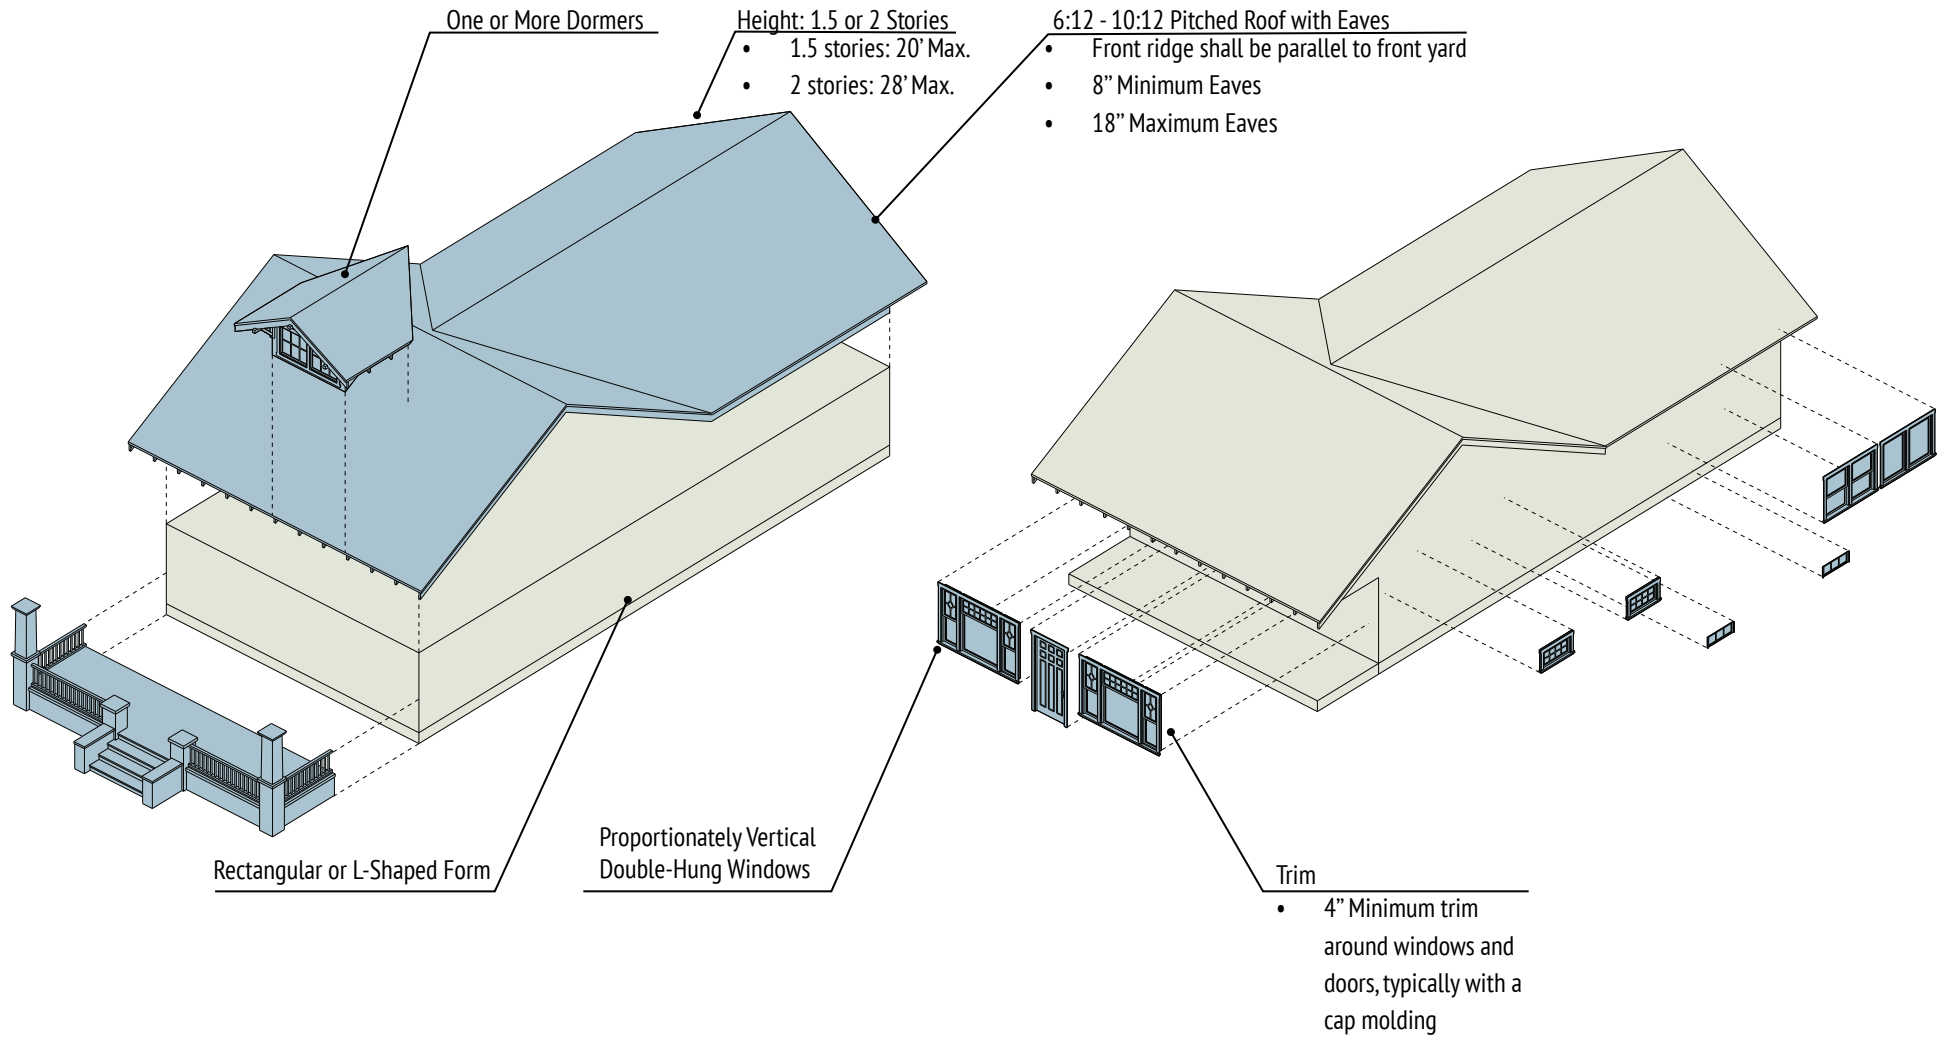 One or More Dormers
Height: 1.5 or 2 Stories
• 1.5 stories: 20’ Max.
• 2 stories: 28’ Max.
6:12 - 10:12 Pitched Roof with Eaves
• Front ridge shall be parallel to front yard
• 8” Minimum Eaves
• 18” Maximum Eaves
Rectangular or L-Shaped Form
Proportionately Vertical
Double-Hung Windows
Trim
• 4” Minimum trim
around windows and
doors, typically with a
cap molding